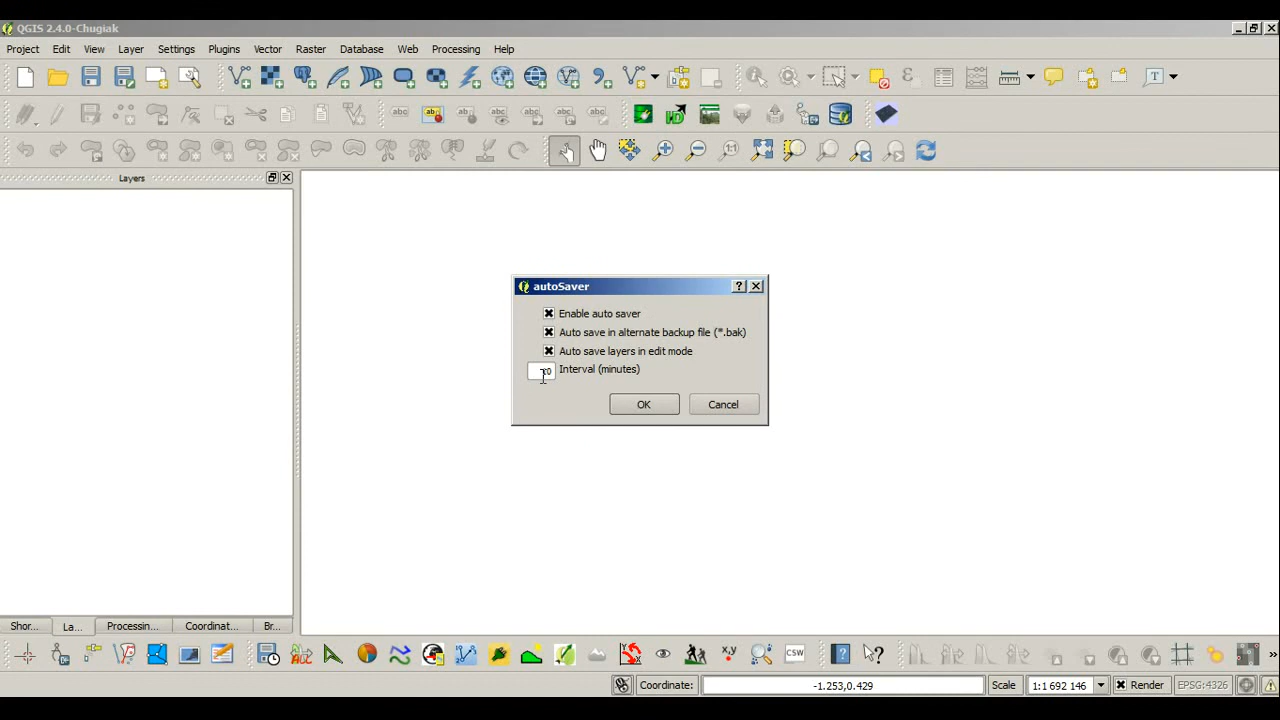 QGIS 2.4.0-Chugiak
Project Edit View Layer Settings Plugins Vector Raster Database Web Processing Help
Layers
autoSaver
Enable auto saver
Auto save in alternate backup file (*.bak)
Auto save layers in edit mode
Interval (minutes)
OK Cancel
Shor... La... Processin... Coordinat... Br...
CSW
Coordinate: -1.253,0.429 Scale 1:1 692 146 Render EPSG:4326